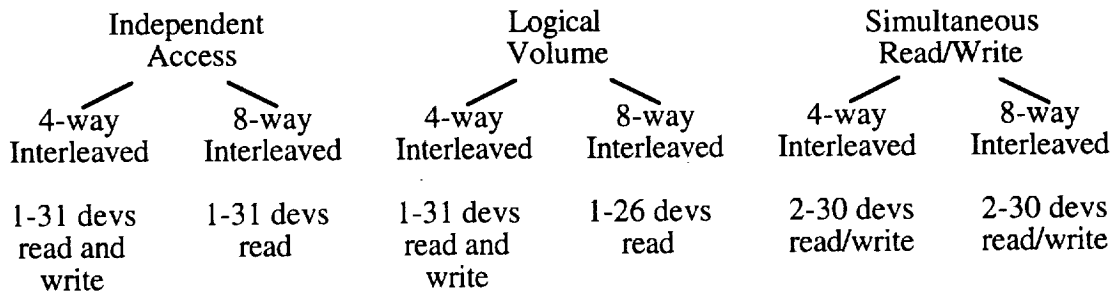 Independent
Access
Logical
Volume
Simultaneous
Read/Write
4-way
Interleaved
8-way
Interleaved
4-way
Interleaved
8-way
Interleaved
4-way
Interleaved
8-way
Interleaved
1-31 devs
read and
write
1-31 devs
read
1-31 devs
read and
write
1-26 devs
read
2-30 devs
read/write
2-30 devs
read/write